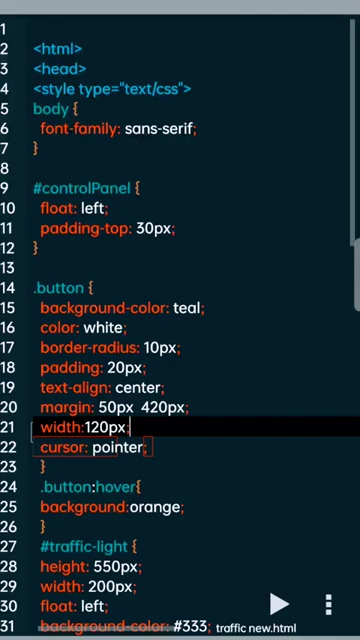 1
2 <html>
3 <head>
4 <style type="text/css">
5 body {
6 font-family: sans-serif;
7 }
8
9 #controlPanel {
10 float: left;
11 padding-top: 30px;
12 }
13
14 .button {
15 background-color: teal;
16 color: white;
17 border-radius: 10px;
18 padding: 20px;
19 text-align: center;
20 margin: 50px 420px;
21 width:120px;
22 cursor: pointer;
23 }
24 .button:hover{
25 background:orange;
26 }
27 #traffic-light {
28 height: 550px;
29 width: 200px;
30 float: left;
31 background-color: #333;
traffic new.html